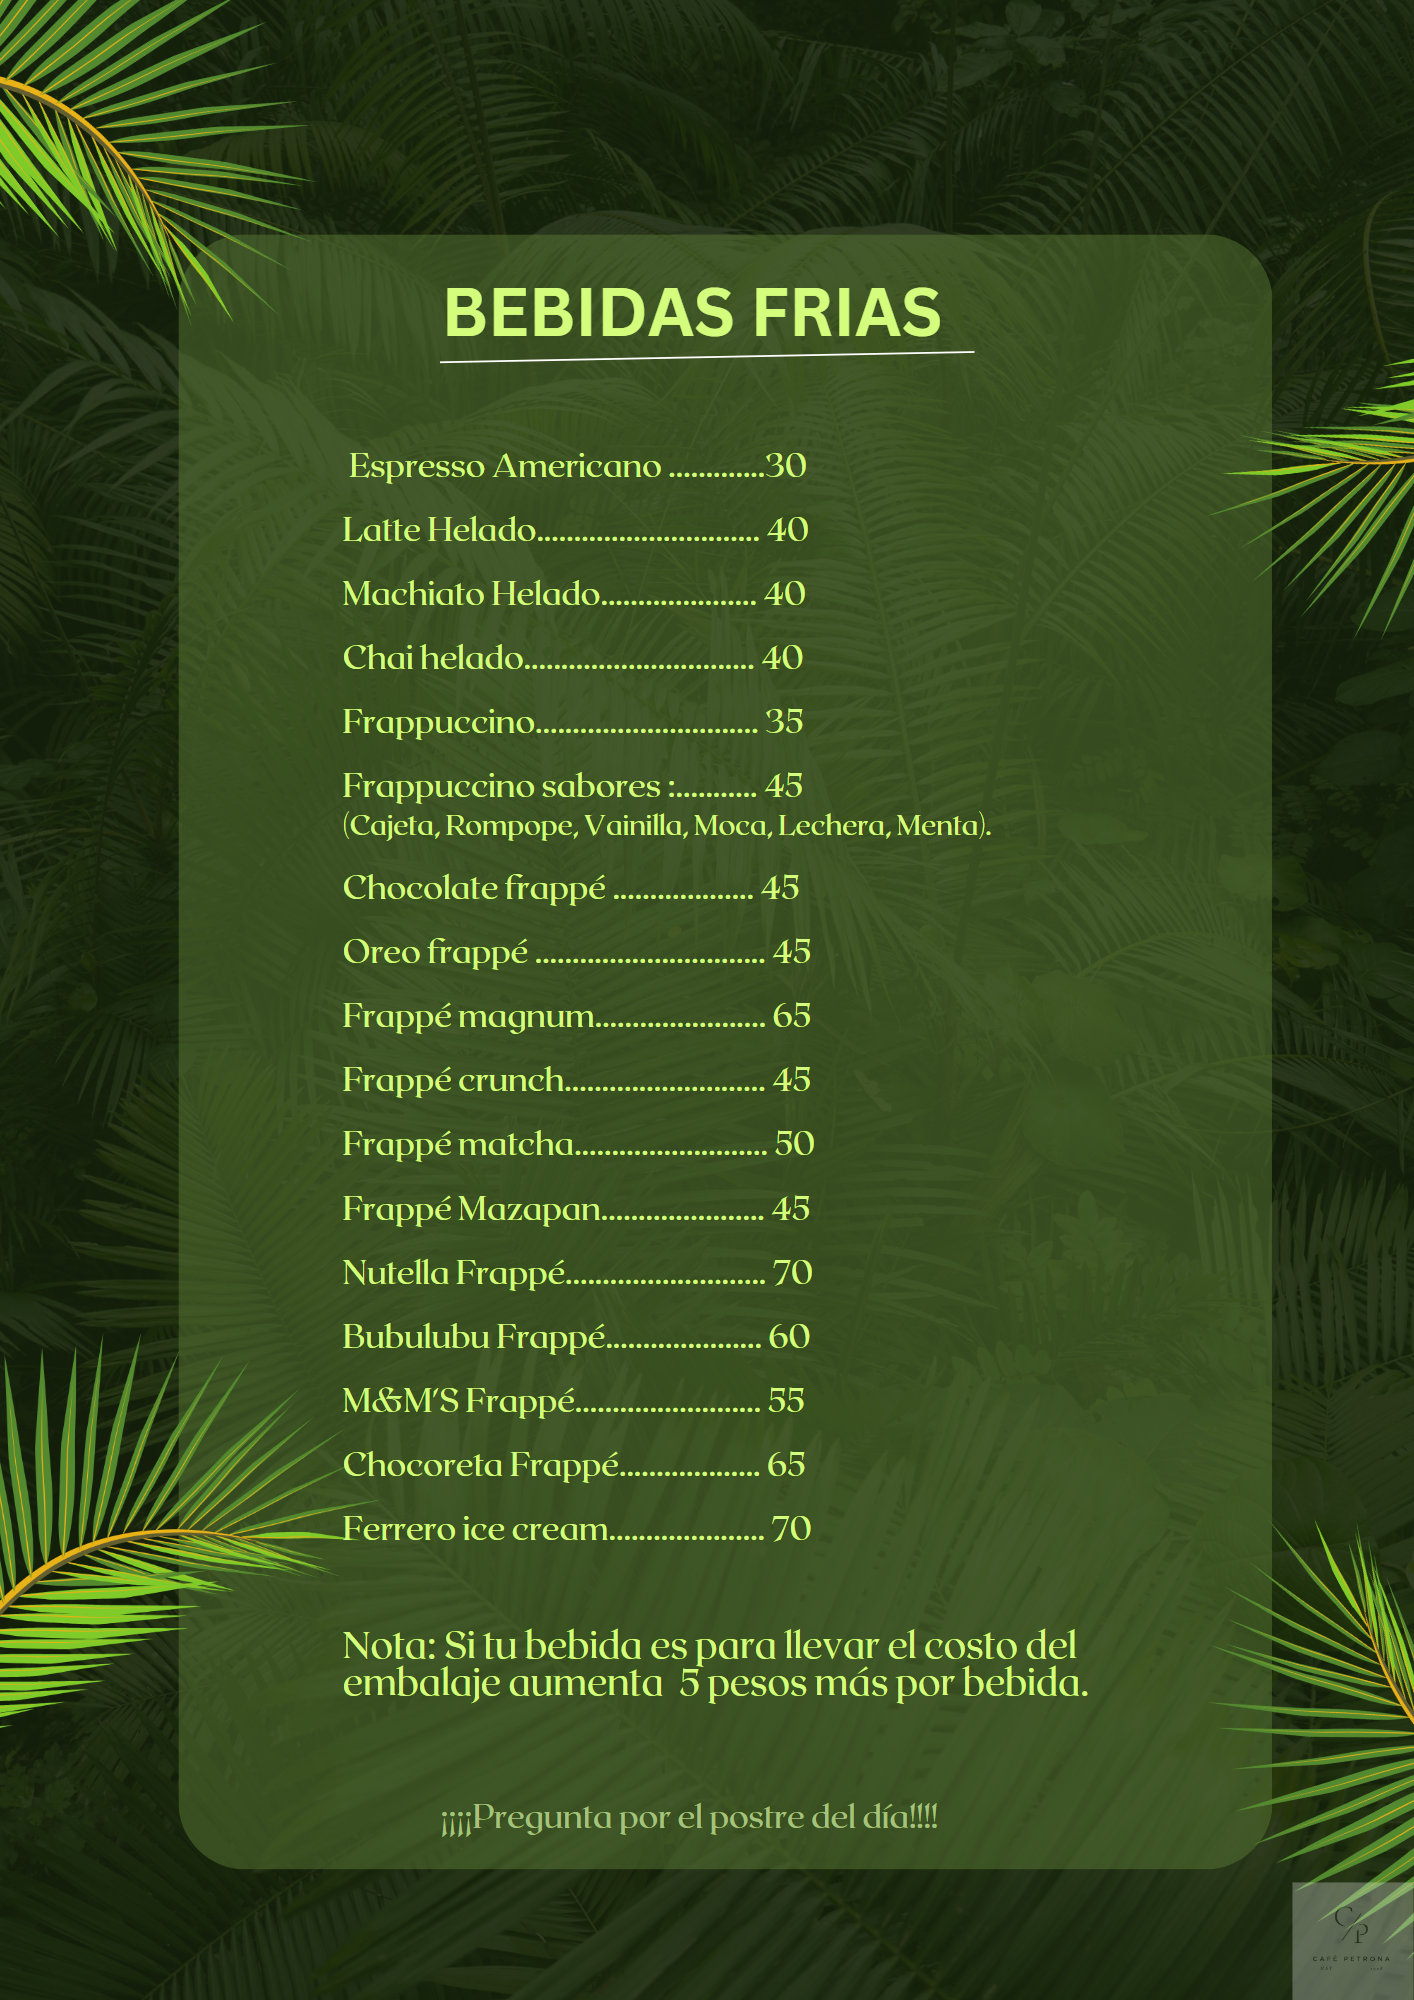 BEBIDAS FRIAS
Espresso Americano .............30
Latte Helado.............................. 40
Machiato Helado..................... 40
Chai helado............................... 40
Frappuccino.............................. 35
Frappuccino sabores :........... 45
(Cajeta, Rompope, Vainilla, Moca, Lechera, Menta).
Chocolate frappé ................... 45
Oreo frappé ............................... 45
Frappé magnum....................... 65
Frappé crunch........................... 45
Frappé matcha.......................... 50
Frappé Mazapan...................... 45
Nutella Frappé........................... 70
Bubulubu Frappé..................... 60
M&M'S Frappé......................... 55
Chocoreta Frappé................... 65
Ferrero ice cream..................... 70
Nota: Si tu bebida es para llevar el costo del
embalaje aumenta  5 pesos más por bebida.
¡¡¡¡Pregunta por el postre del día!!!!
CP
CAFÉ PETRONA